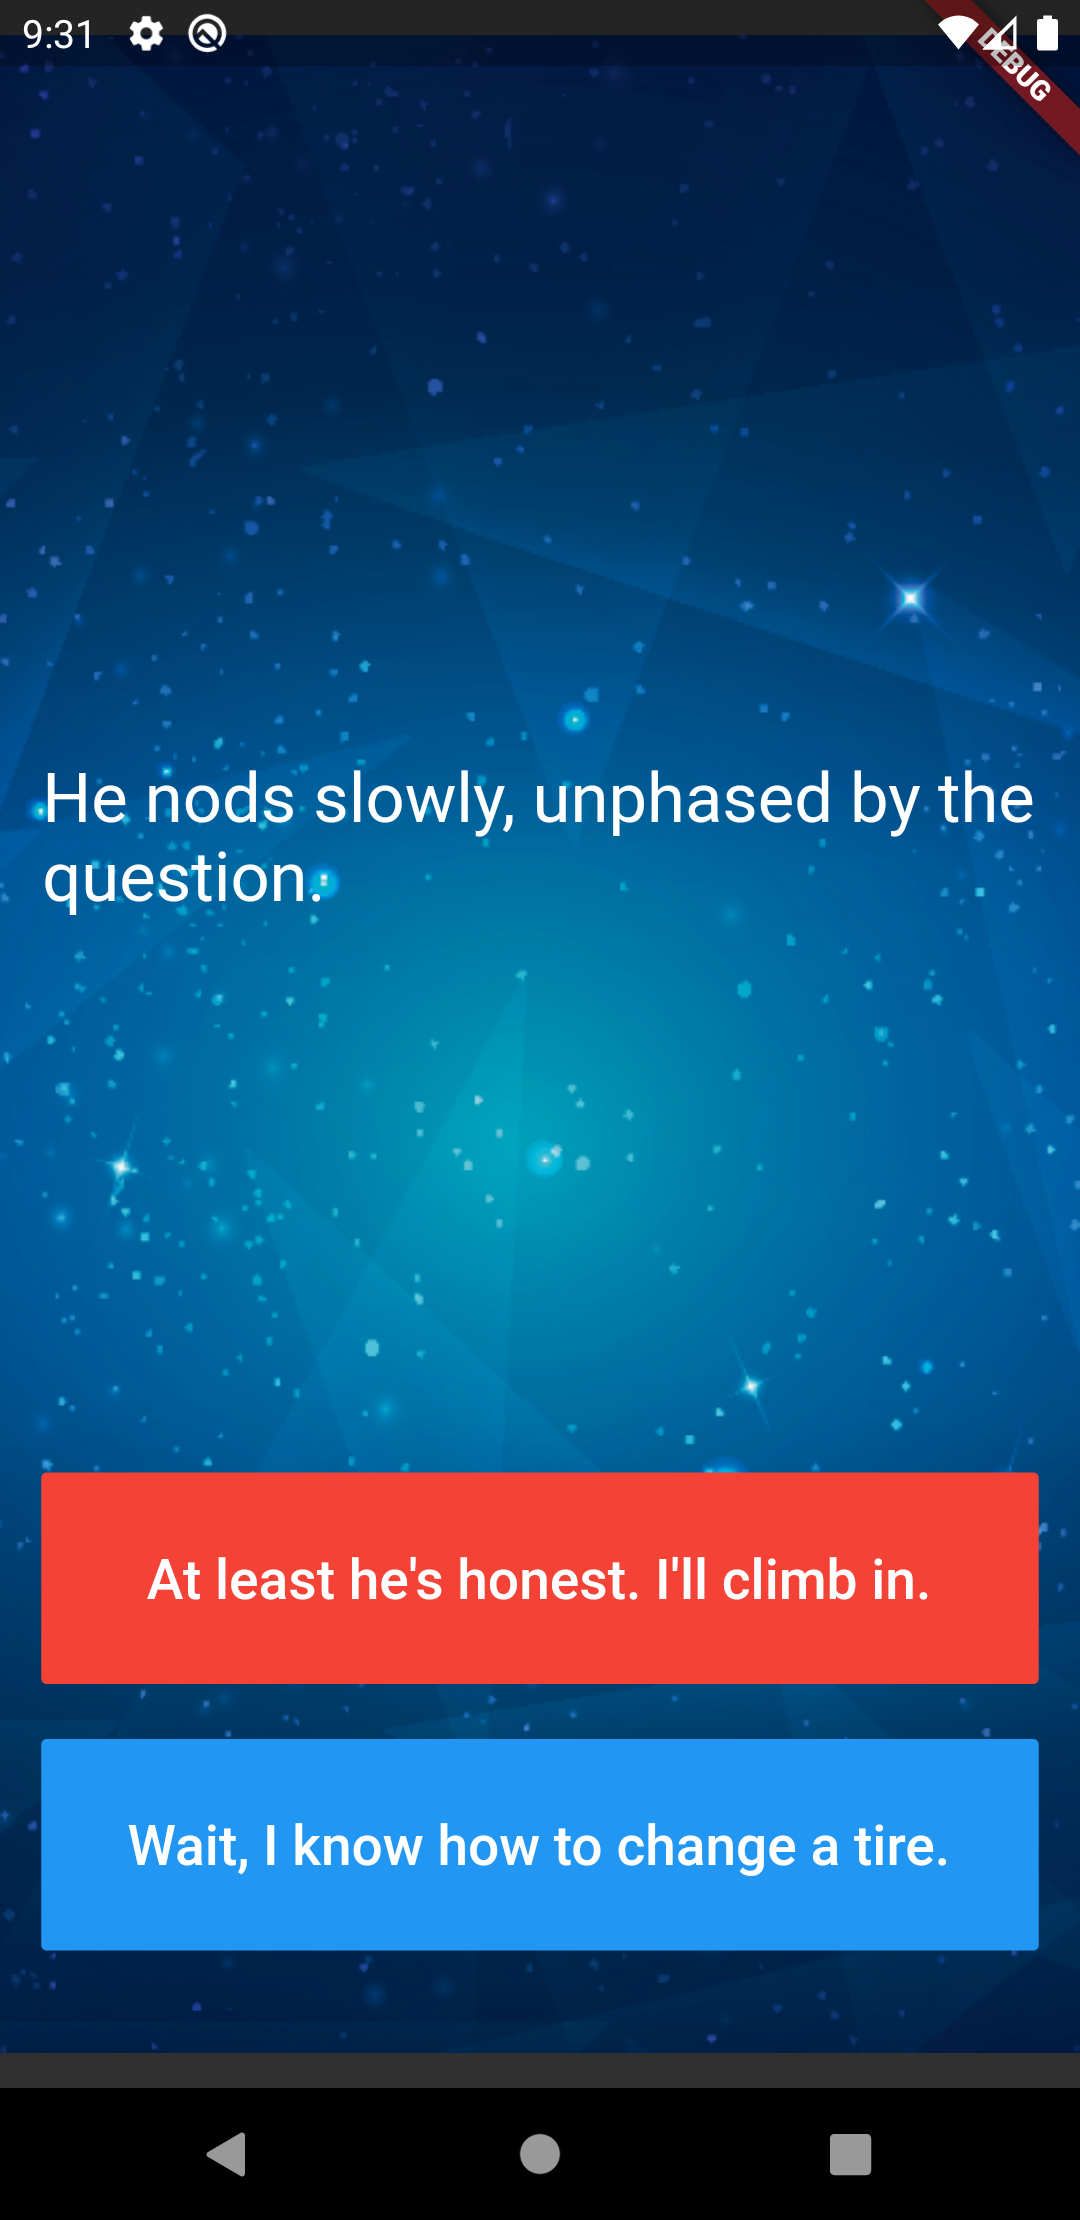 9:31
DEBUG
He nods slowly, unphased by the
question.
At least he's honest. I'll climb in.
Wait, I know how to change a tire.